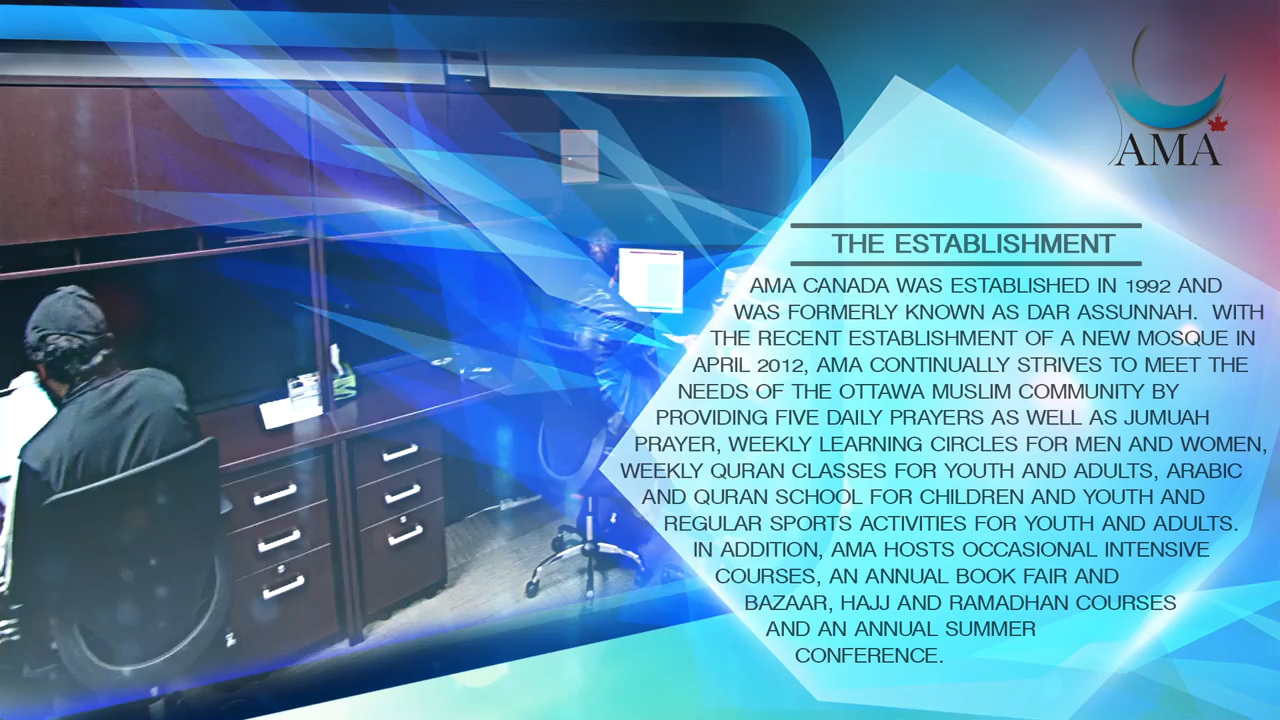 AMA
THE ESTABLISHMENT
AMA CANADA WAS ESTABLISHED IN 1992 AND
WAS FORMERLY KNOWN AS DAR ASSUNNAH.  WITH
THE RECENT ESTABLISHMENT OF A NEW MOSQUE IN
APRIL 2012, AMA CONTINUALLY STRIVES TO MEET THE
NEEDS OF THE OTTAWA MUSLIM COMMUNITY BY
PROVIDING FIVE DAILY PRAYERS AS WELL AS JUMUAH
PRAYER, WEEKLY LEARNING CIRCLES FOR MEN AND WOMEN,
WEEKLY QURAN CLASSES FOR YOUTH AND ADULTS, ARABIC
AND QURAN SCHOOL FOR CHILDREN AND YOUTH AND
REGULAR SPORTS ACTIVITIES FOR YOUTH AND ADULTS.
IN ADDITION, AMA HOSTS OCCASIONAL INTENSIVE
COURSES, AN ANNUAL BOOK FAIR AND
BAZAAR, HAJJ AND RAMADHAN COURSES
AND AN ANNUAL SUMMER
CONFERENCE.